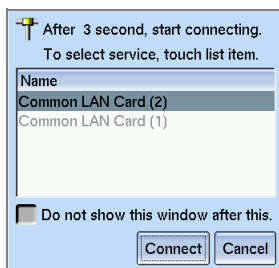 After 3 second, start connecting.
To select service, touch list item.
Name
Common LAN Card (2)
Common LAN Card (1)
Do not show this window after this.
Connect
Cancel